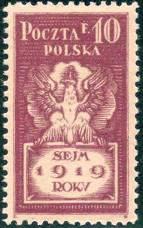 POCZTA F. 10
POLSKA
SEJM
1919
ROKU